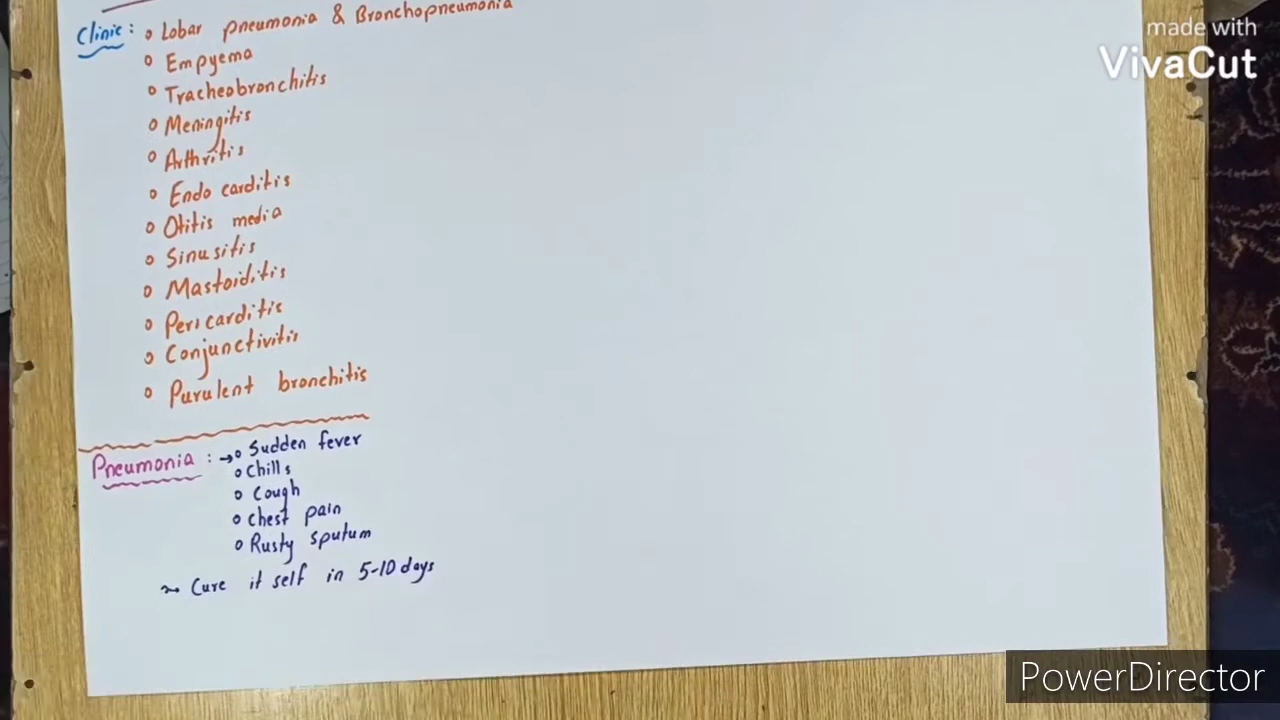 made with
VivaCut
Clinic: o Lobar pneumonia & Bronchopneumonia
o Empyema
o Tracheobronchitis
o Meningitis
o Arthritis
o Endo carditis
o Otitis media
o Sinusitis
o Mastoiditis
o Pericarditis
o Conjunctivitis
o Purulent bronchitis
Pneumonia : → o Sudden fever
o Chills
o Cough
o Chest pain
o Rusty sputum
~ Cure it self in 5-10 days
PowerDirector